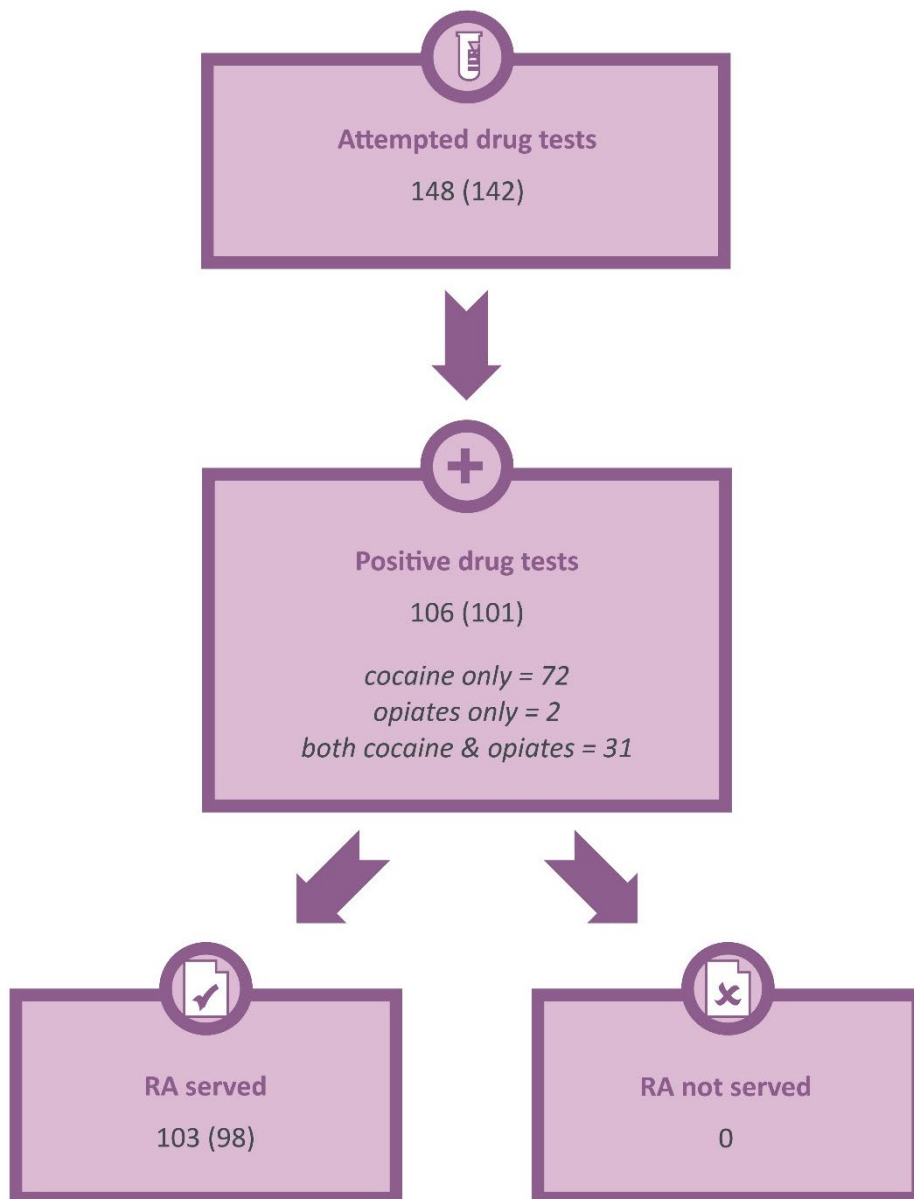 Attempted drug tests
148 (142)
Positive drug tests
106 (101)
cocaine only = 72
opiates only = 2
both cocaine & opiates = 31
RA served
103 (98)
RA not served
0